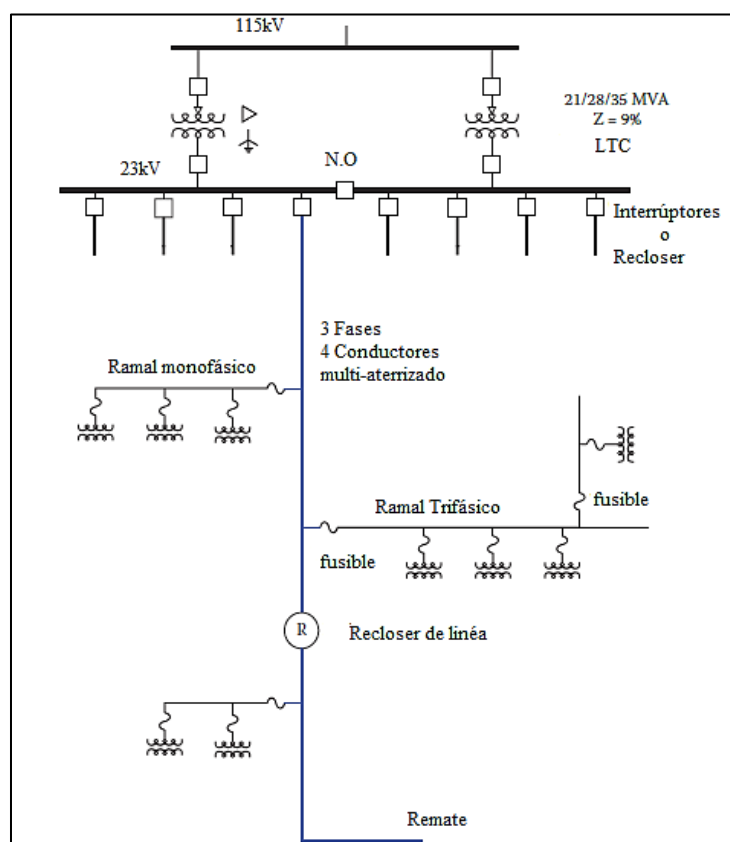 115kV
21/28/35 MVA
Z = 9%
LTC
23kV
N.O
Interrúptores
o
Recloser
3 Fases
4 Conductores
multi-aterrizado
Ramal monofásico
Ramal Trifásico
fusible
fusible
R
Recloser de linéa
Remate